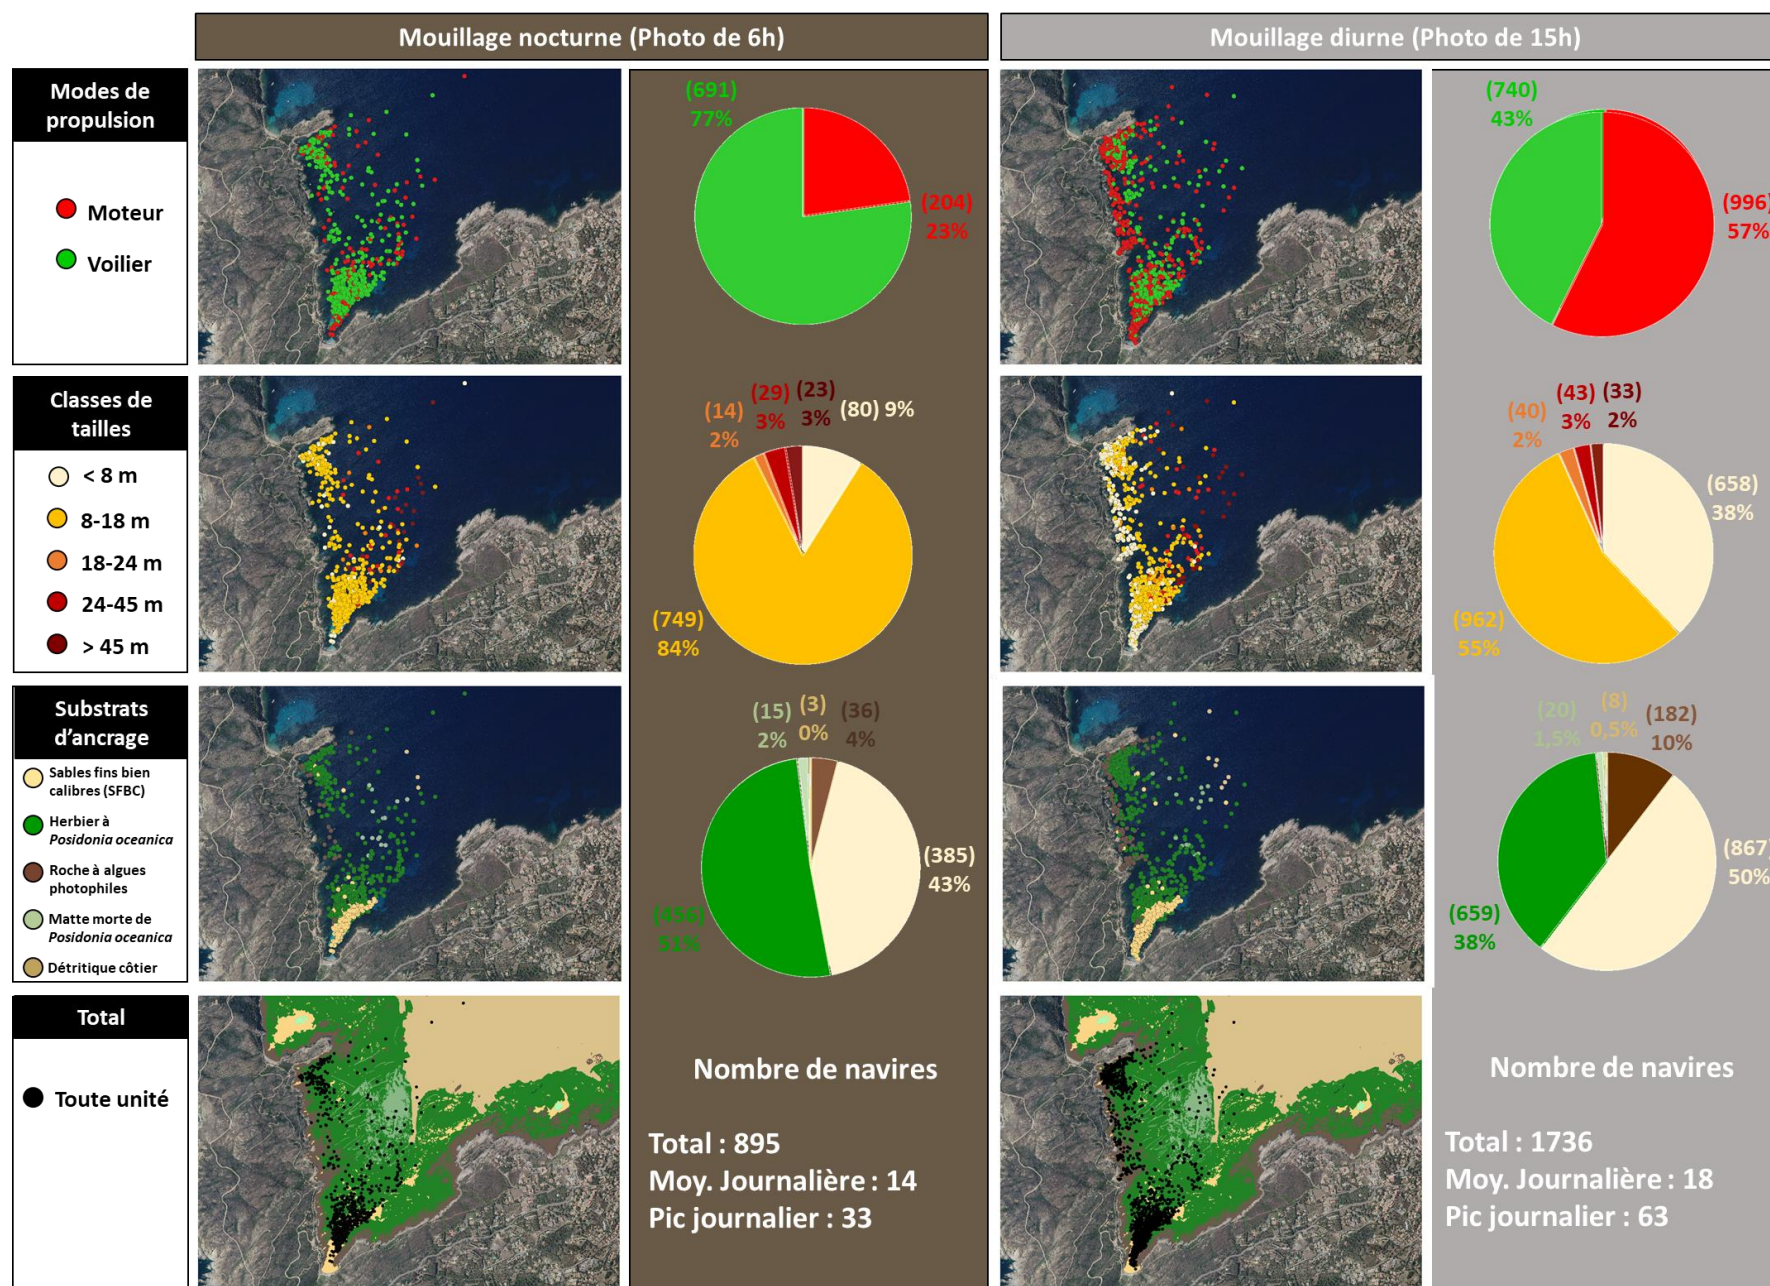 Mouillage nocturne (Photo de 6h)
Mouillage diurne (Photo de 15h)
Modes de
propulsion
Moteur
Voilier
(691)
77%
(204)
23%
(740)
43%
(996)
57%
Classes de
tailles
< 8 m
8-18 m
18-24 m
24-45 m
> 45 m
(14)
2%
(29)
3%
(23)
3%
(80) 9%
(749)
84%
(40)
2%
(43)
3%
(33)
2%
(658)
38%
(962)
55%
Substrats
d’ancrage
Sables fins bien
calibres (SFBC)
Herbier à
Posidonia oceanica
Roche à algues
photophiles
Matte morte de
Posidonia oceanica
Détritique côtier
(15)
2%
(3)
0%
(36)
4%
(385)
43%
(456)
51%
(20)
1,5%
(8)
0,5%
(182)
10%
(867)
50%
(659)
38%
Total
Toute unité
Nombre de navires
Total : 895
Moy. Journalière : 14
Pic journalier : 33
Nombre de navires
Total : 1736
Moy. Journalière : 18
Pic journalier : 63